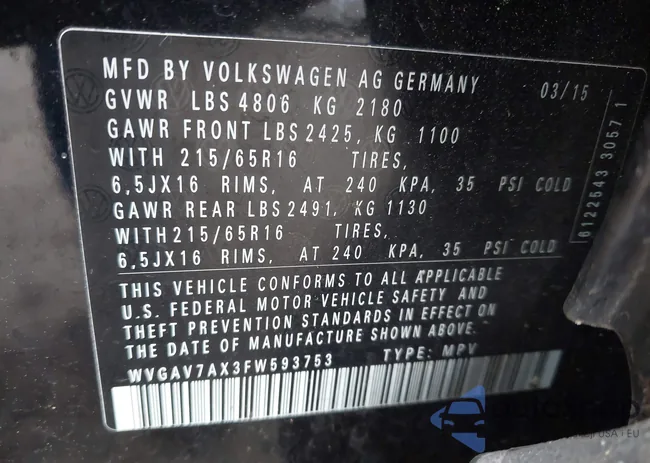 MFD BY VOLKSWAGEN AG GERMANY 03/15
GVWR LBS 4806 KG 2180
GAWR FRONT LBS 2425, KG 1100
WITH 215/65R16 TIRES,
6,5JX16 RIMS, AT 240 KPA, 35 PSI COLD
GAWR REAR LBS 2491, KG 1130
WITH 215/65R16 TIRES,
6,5JX16 RIMS, AT 240 KPA, 35 PSI COLD
THIS VEHICLE CONFORMS TO ALL APPLICABLE
U.S. FEDERAL MOTOR VEHICLE SAFETY AND
THEFT PREVENTION STANDARDS IN EFFECT ON
THE DATE OF MANUFACTURE SHOWN ABOVE.
WVGAV7AX3FW593753 TYPE: MPV
6122643 30571
USA • EU